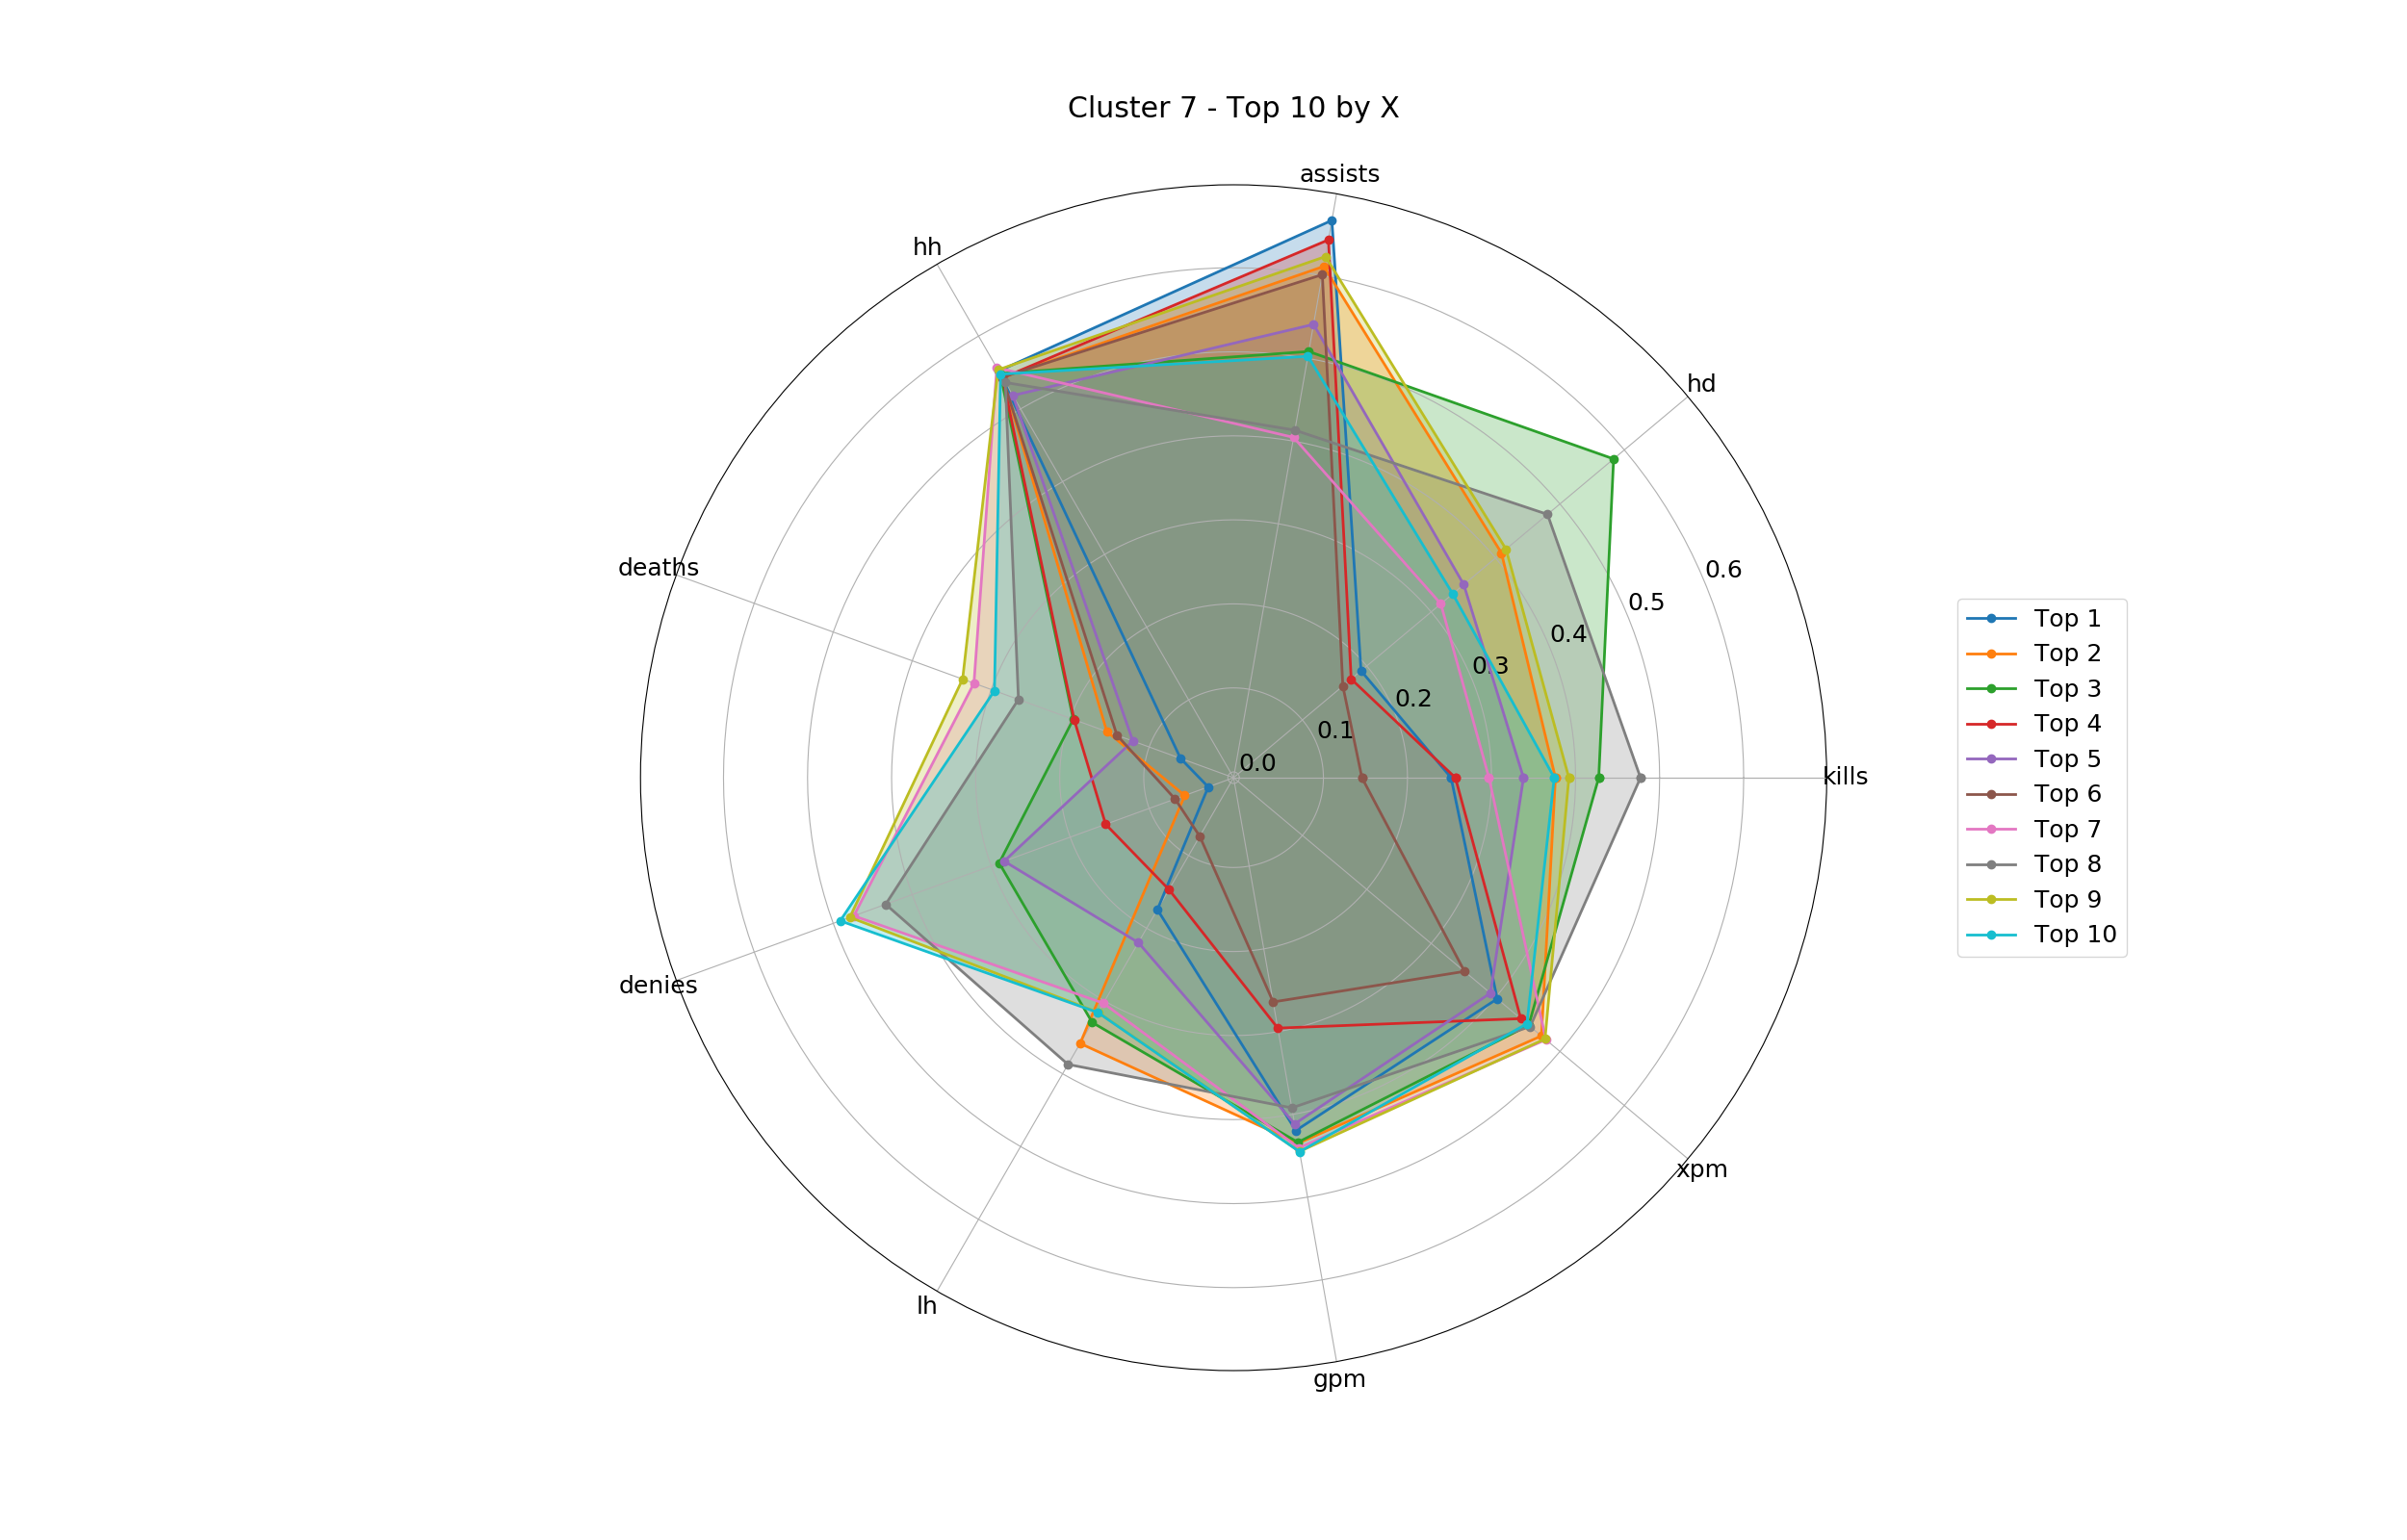 Cluster 7 - Top 10 by X
assists
hh
hd
deaths
0.6
0.5
0.4
0.3
0.2
0.1
0.0
kills
denies
xpm
lh
gpm
Top 1
Top 2
Top 3
Top 4
Top 5
Top 6
Top 7
Top 8
Top 9
Top 10